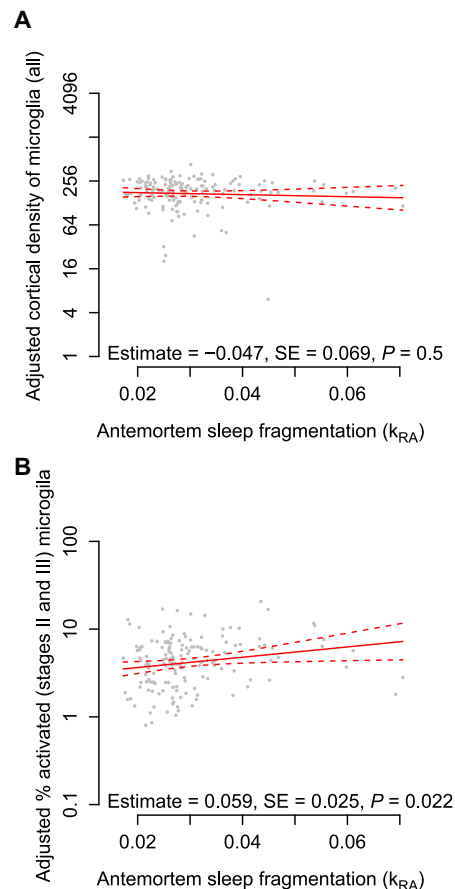 A
Adjusted cortical density of microglia (all)
4096
256
64
16
4
1
Estimate = −0.047, SE = 0.069, P = 0.5
0.02 0.04 0.06
Antemortem sleep fragmentation (kRA)
B
Adjusted % activated (stages II and III) microgila
100
10
1
0.1
Estimate = 0.059, SE = 0.025, P = 0.022
0.02 0.04 0.06
Antemortem sleep fragmentation (kRA)